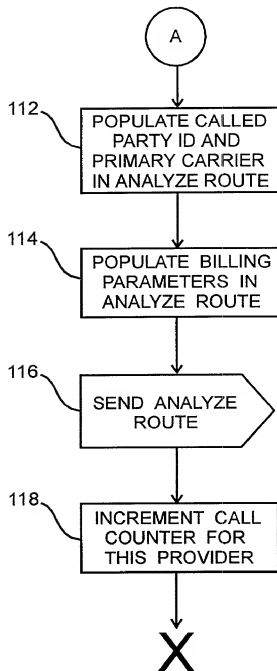 A
112
POPULATE CALLED
PARTY ID AND
PRIMARY CARRIER
IN ANALYZE ROUTE
114
POPULATE BILLING
PARAMETERS IN
ANALYZE ROUTE
116
SEND ANALYZE
ROUTE
118
INCREMENT CALL
COUNTER FOR
THIS PROVIDER
X